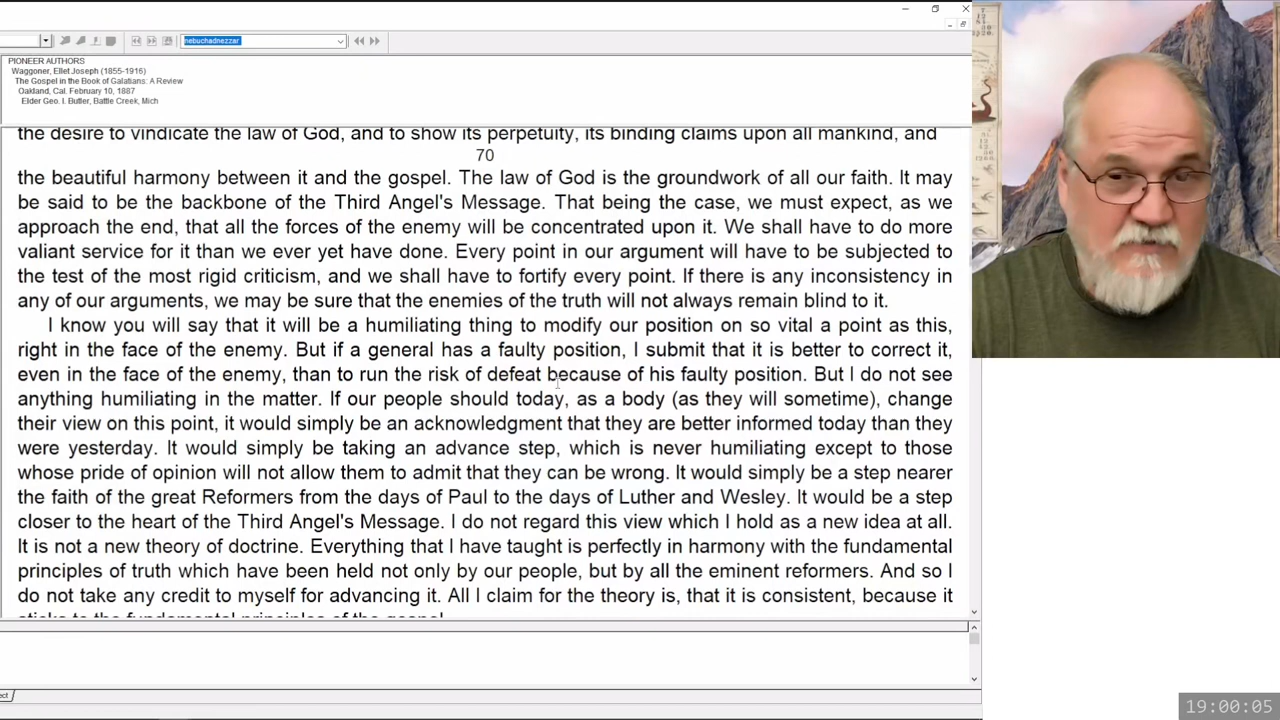 nebuchadnezzar
PIONEER AUTHORS
Waggoner, Ellet Joseph (1855-1916)
The Gospel in the Book of Galatians: A Review
Oakland, Cal. February 10, 1887
Elder Geo. I. Butler, Battle Creek, Mich
the desire to vindicate the law of God, and to show its perpetuity, its binding claims upon all mankind, and
70
the beautiful harmony between it and the gospel. The law of God is the groundwork of all our faith. It may
be said to be the backbone of the Third Angel's Message. That being the case, we must expect, as we
approach the end, that all the forces of the enemy will be concentrated upon it. We shall have to do more
valiant service for it than we ever yet have done. Every point in our argument will have to be subjected to
the test of the most rigid criticism, and we shall have to fortify every point. If there is any inconsistency in
any of our arguments, we may be sure that the enemies of the truth will not always remain blind to it.
I know you will say that it will be a humiliating thing to modify our position on so vital a point as this,
right in the face of the enemy. But if a general has a faulty position, I submit that it is better to correct it,
even in the face of the enemy, than to run the risk of defeat because of his faulty position. But I do not see
anything humiliating in the matter. If our people should today, as a body (as they will sometime), change
their view on this point, it would simply be an acknowledgment that they are better informed today than they
were yesterday. It would simply be taking an advance step, which is never humiliating except to those
whose pride of opinion will not allow them to admit that they can be wrong. It would simply be a step nearer
the faith of the great Reformers from the days of Paul to the days of Luther and Wesley. It would be a step
closer to the heart of the Third Angel's Message. I do not regard this view which I hold as a new idea at all.
It is not a new theory of doctrine. Everything that I have taught is perfectly in harmony with the fundamental
principles of truth which have been held not only by our people, but by all the eminent reformers. And so I
do not take any credit to myself for advancing it. All I claim for the theory is, that it is consistent, because it
sticks to the fundamental principles of the gospel.
19:00:05